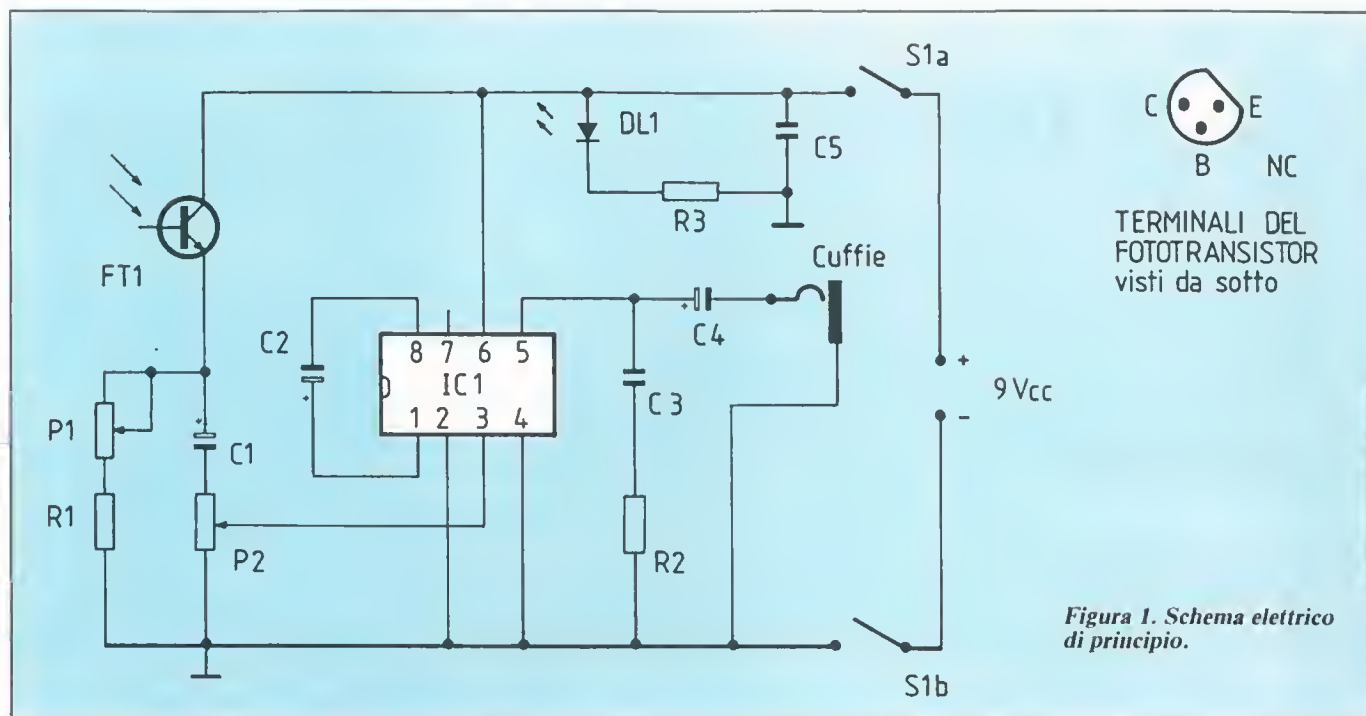 S1a
DL1
C5
R3
C
E
B
NC
TERMINALI DEL
FOTOTRANSISTOR
visti da sotto
FT1
Cuffie
C2
8 7 6 5
IC1
1 2 3 4
C4
+
9 Vcc
-
P1
C1
C3
R1
P2
R2
S1b
Figura 1. Schema elettrico
di principio.